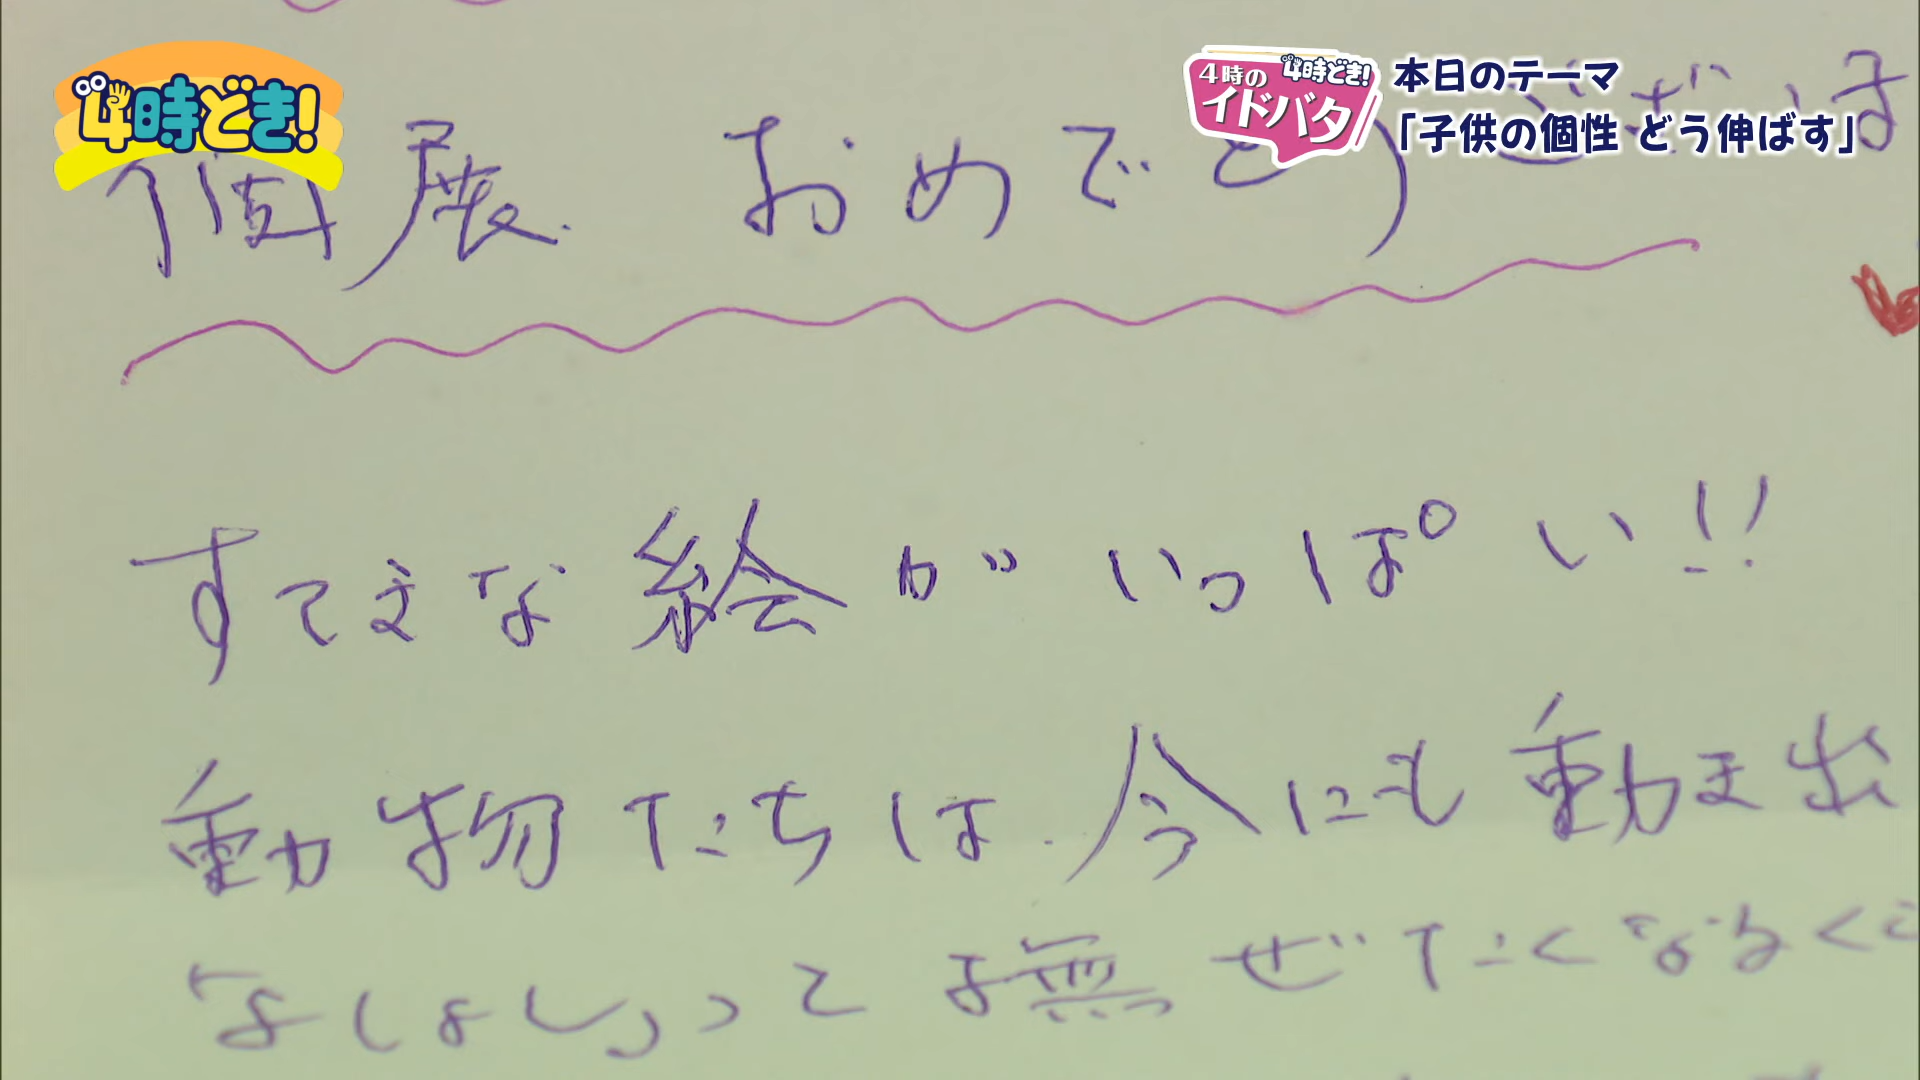 4時どき!
4時どき!
4時の
イドバタ
本日のテーマ
「子供の個性 どう伸ばす」
個展 おめでとうございま
すてきな絵がいっぱい!!
動物たちは今にも動き出
なしよし、って撫ぜたくなるくら